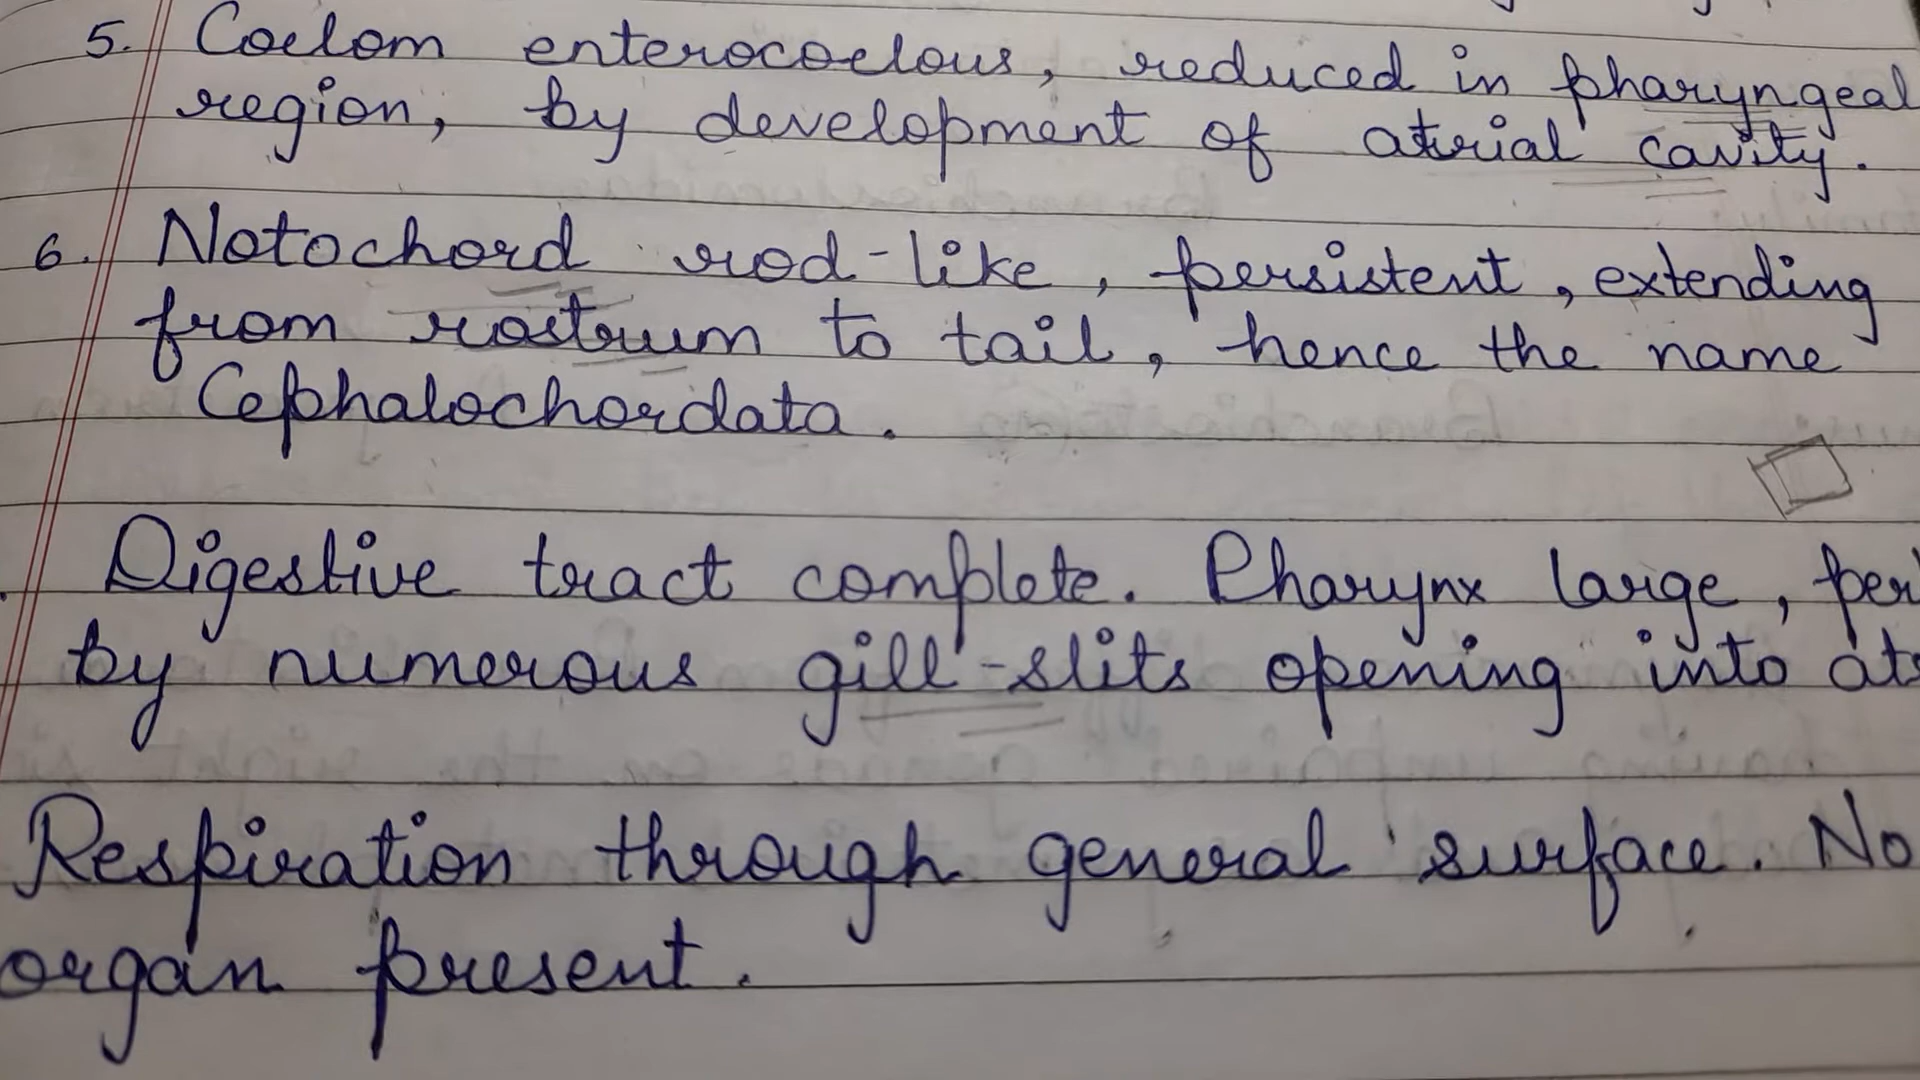 5. Coelom enterocoelous, reduced in pharyngeal
region, by development of atrial cavity.
6. Notochord rod-like, persistent, extending
from rostrum to tail, hence the name
Cephalochordata.
Digestive tract complete. Pharynx large, per
by numerous gill-slits opening into at
Respiration through general surface. No
organ present.